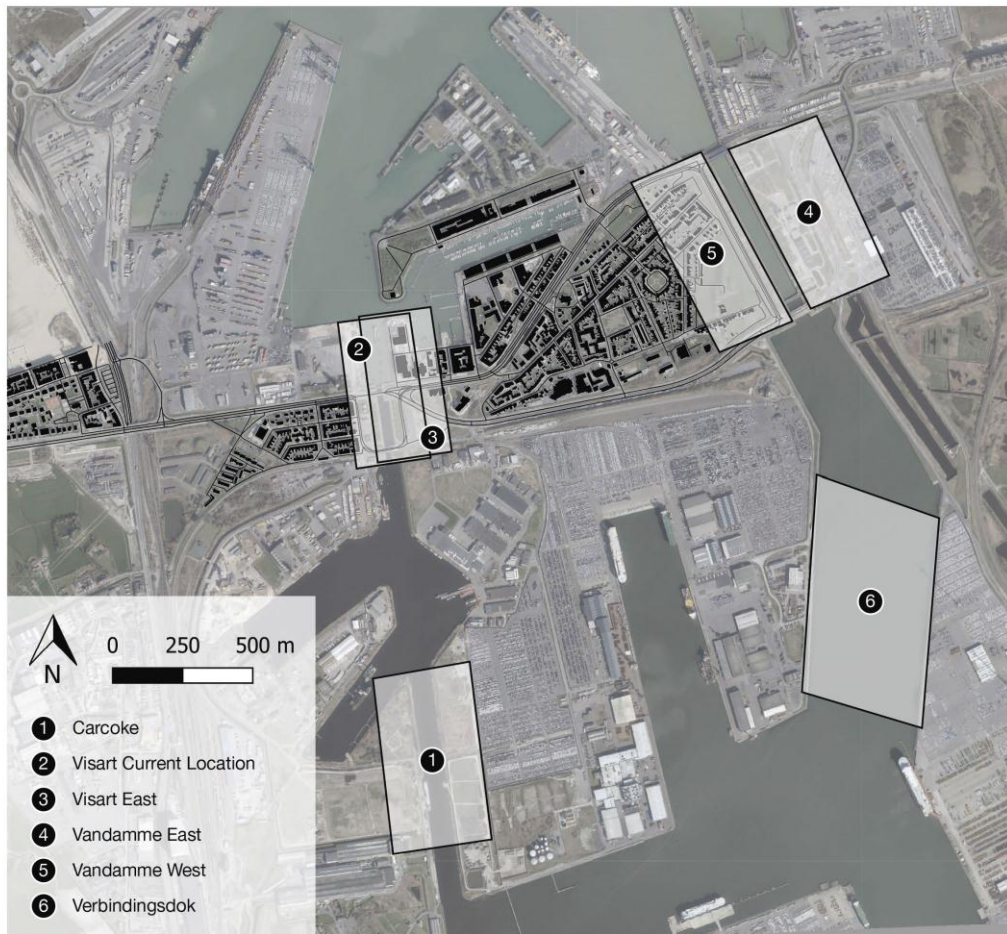 4
5
2
3
6
1
N
0 250 500 m
1 Carcoke
2 Visart Current Location
3 Visart East
4 Vandamme East
5 Vandamme West
6 Verbindingsdok